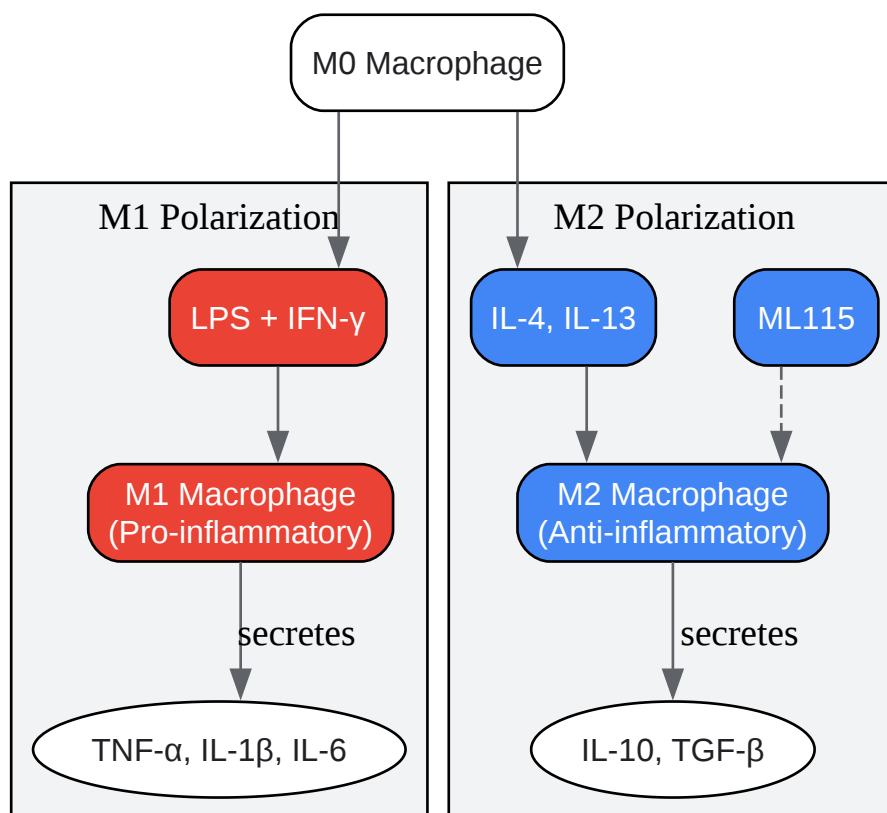 M0 Macrophage
M1 Polarization
M2 Polarization
LPS + IFN-γ
IL-4, IL-13
ML115
M1 Macrophage
(Pro-inflammatory)
M2 Macrophage
(Anti-inflammatory)
secretes
secretes
TNF-α, IL-1β, IL-6
IL-10, TGF-β